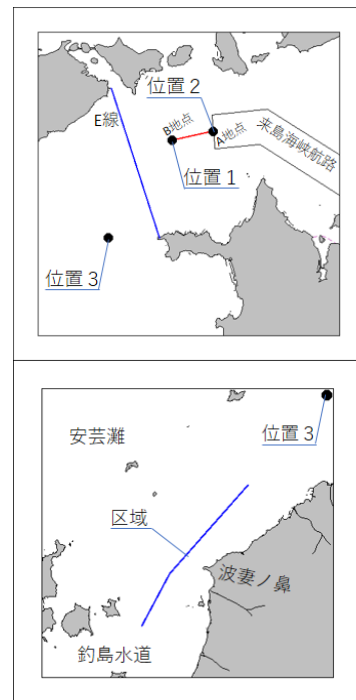 位置２
E線
B地点
A地点
来島海峡航路
位置１
位置３
安芸灘
位置３
区域
波妻ノ鼻
釣島水道